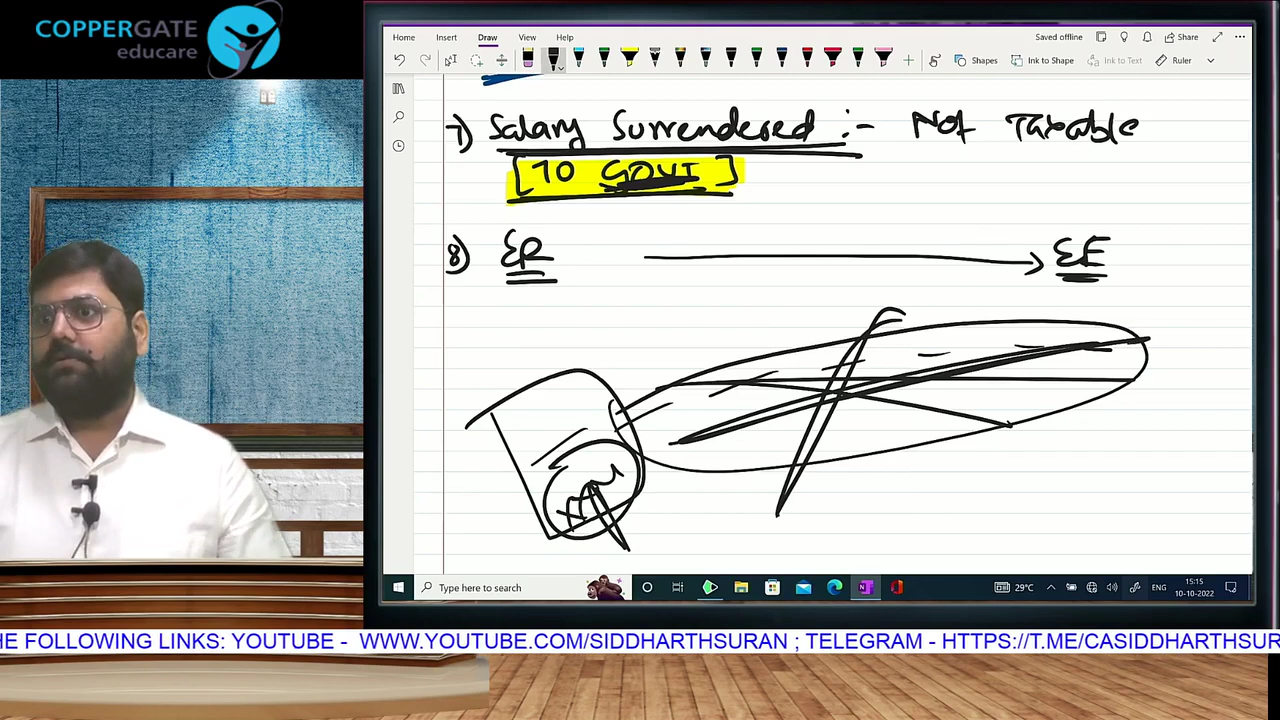 COPPERGATE
educare
Saved offline
Share
Home Insert Draw View Help
Shapes
Ink to Shape
Ink to Text
Ruler
7) Salary Surrendered :- Not Taxable
[TO GOVT]
8) ER → EE
Type here to search
29°C
ENG
15:15
10-10-2022
HE FOLLOWING LINKS: YOUTUBE - WWW.YOUTUBE.COM/SIDDHARTHSURAN ; TELEGRAM - HTTPS://T.ME/CASIDDHARTHSUR